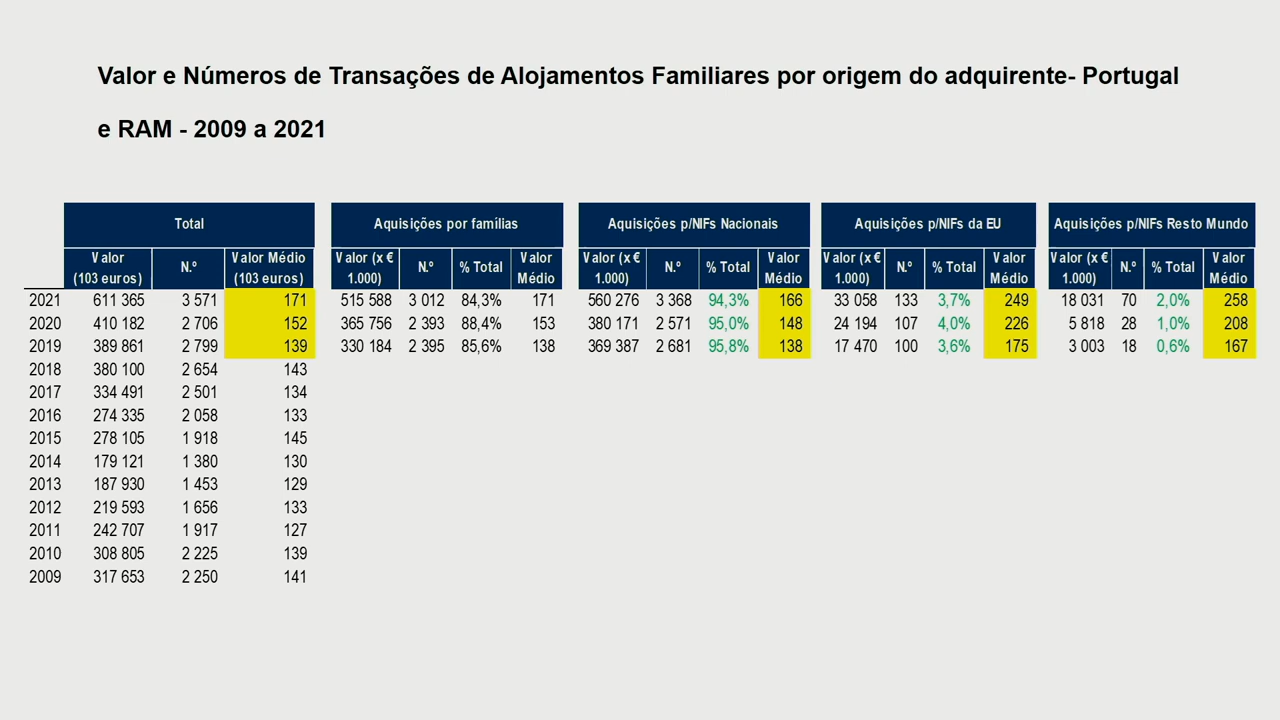 Valor e Números de Transações de Alojamentos Familiares por origem do adquirente- Portugal
e RAM - 2009 a 2021
Total Aquisições por famílias Aquisições p/NIFs Nacionais Aquisições p/NIFs da EU Aquisições p/NIFs Resto Mundo
Valor (103 euros) N.º Valor Médio (103 euros) Valor (x € 1.000) N.º % Total Valor Médio Valor (x € 1.000) N.º % Total Valor Médio Valor (x € 1.000) N.º % Total Valor Médio Valor (x € 1.000) N.º % Total Valor Médio
2021 611 365 3 571 171 515 588 3 012 84,3% 171 560 276 3 368 94,3% 166 33 058 133 3,7% 249 18 031 70 2,0% 258
2020 410 182 2 706 152 365 756 2 393 88,4% 153 380 171 2 571 95,0% 148 24 194 107 4,0% 226 5 818 28 1,0% 208
2019 389 861 2 799 139 330 184 2 395 85,6% 138 369 387 2 681 95,8% 138 17 470 100 3,6% 175 3 003 18 0,6% 167
2018 380 100 2 654 143
2017 334 491 2 501 134
2016 274 335 2 058 133
2015 278 105 1 918 145
2014 179 121 1 380 130
2013 187 930 1 453 129
2012 219 593 1 656 133
2011 242 707 1 917 127
2010 308 805 2 225 139
2009 317 653 2 250 141